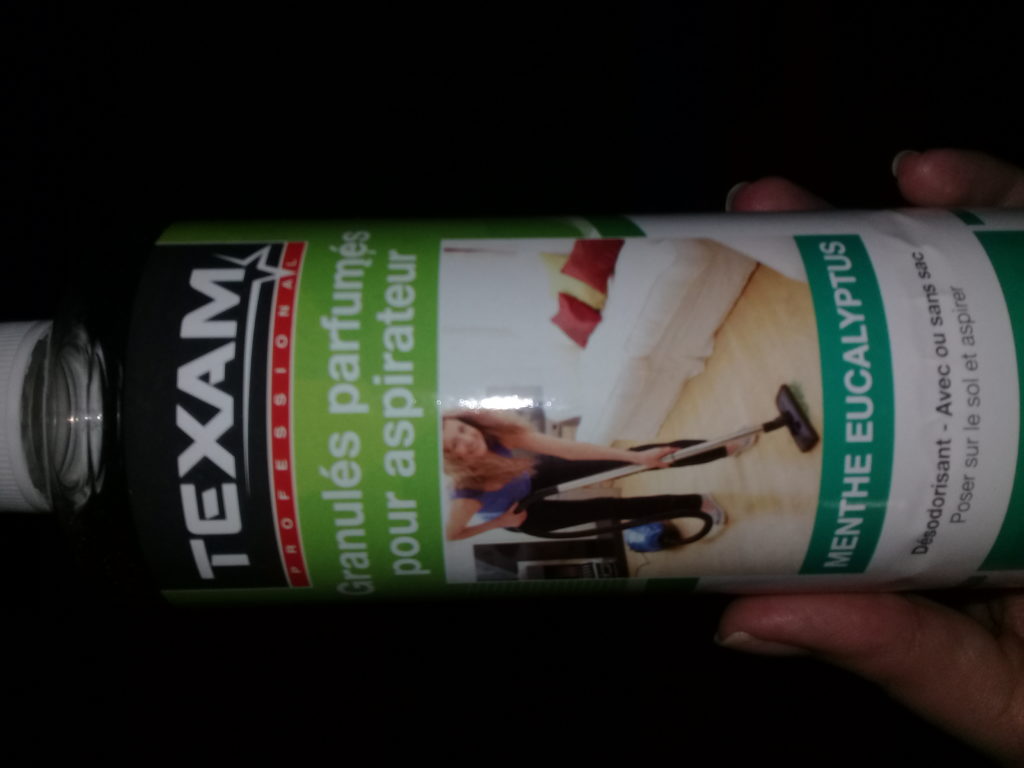 TEXAM
PROFESSIONAL
Granulés parfumés
pour aspirateur
MENTHE EUCALYPTUS
Désodorisant - Avec ou sans sac
Poser sur le sol et aspirer